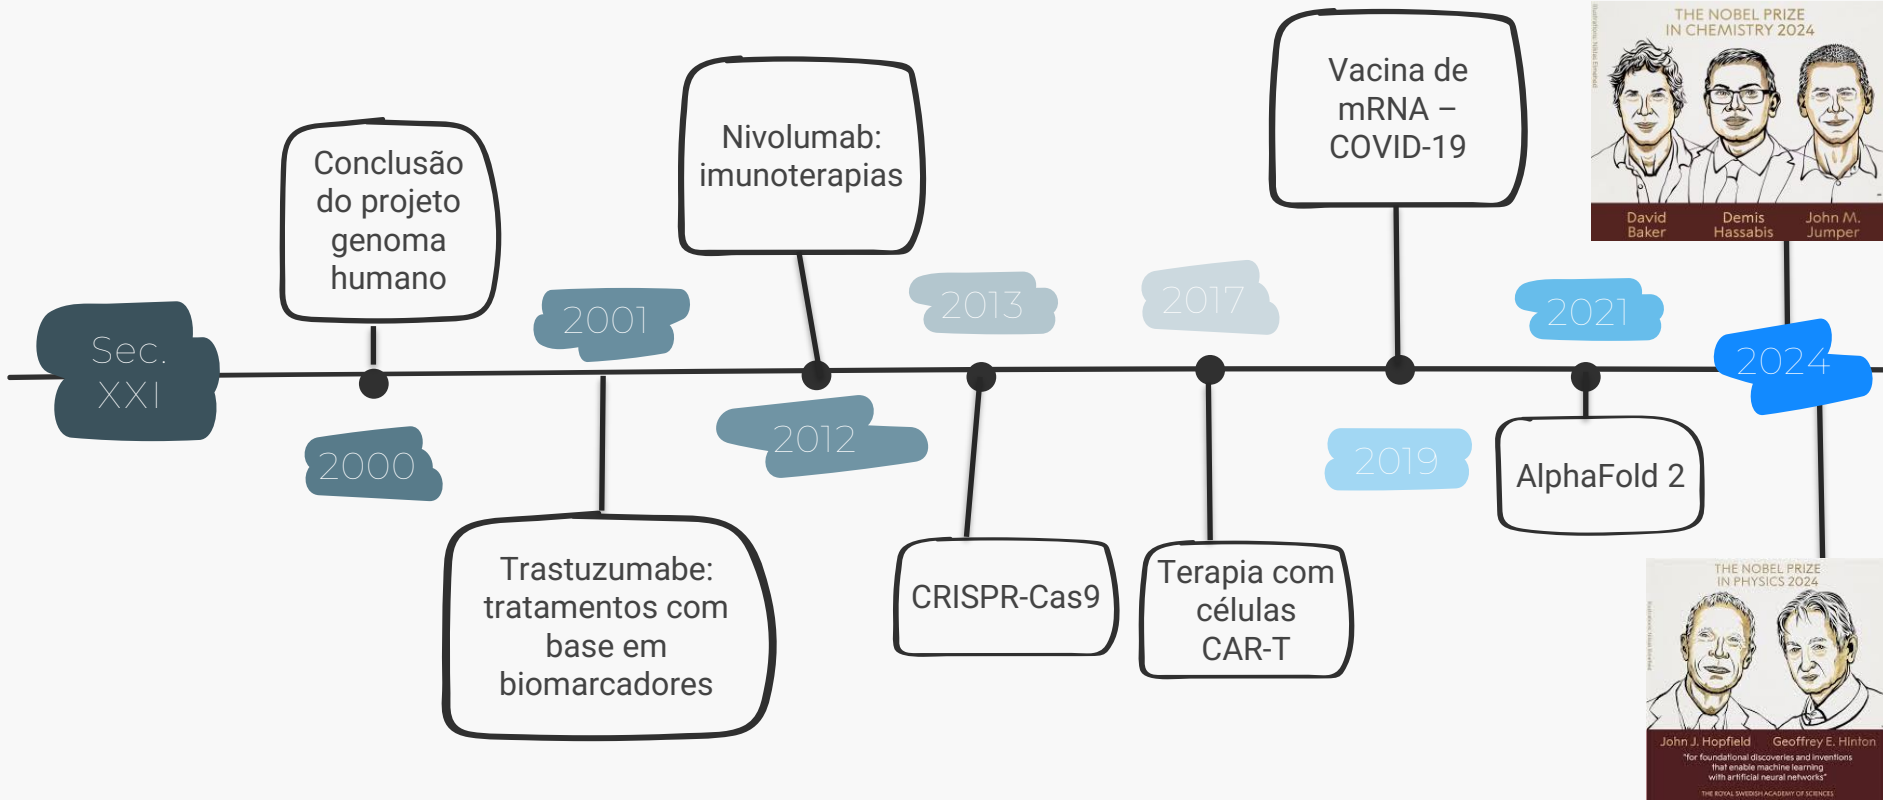 Sec.
XXI
Conclusão
do projeto
genoma
humano
2000
2001
Trastuzumabe:
tratamentos com
base em
biomarcadores
Nivolumab:
imunoterapias
2012
2013
CRISPR-Cas9
2017
Terapia com
células
CAR-T
Vacina de
mRNA –
COVID-19
2019
2021
AlphaFold 2
2024
THE NOBEL PRIZE
IN CHEMISTRY 2024
David
Baker
Demis
Hassabis
John M.
Jumper
THE NOBEL PRIZE
IN PHYSICS 2024
John J. Hopfield
Geoffrey E. Hinton
"for foundational discoveries and inventions
that enable machine learning
with artificial neural networks"
THE ROYAL SWEDISH ACADEMY OF SCIENCES